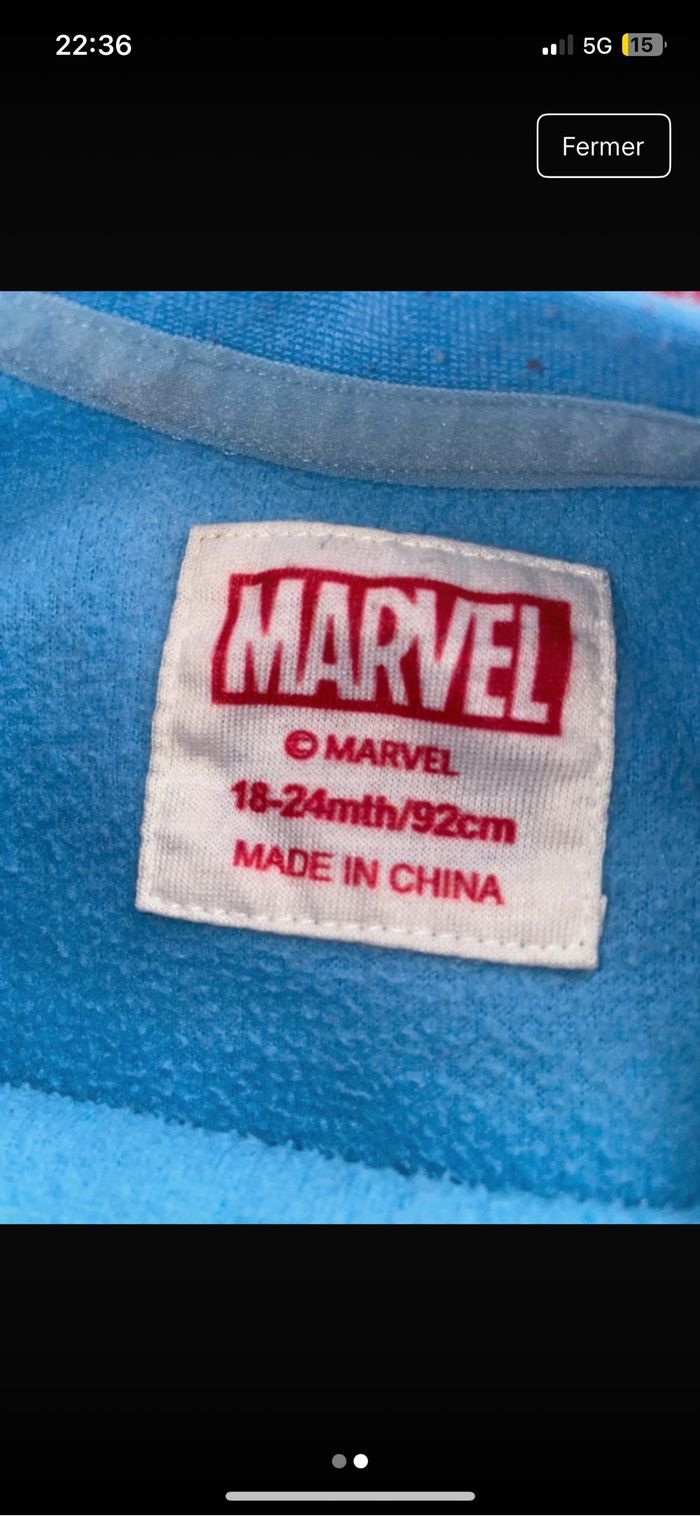 22:36 5G 15
Fermer
MARVEL
© MARVEL
18-24mth/92cm
MADE IN CHINA